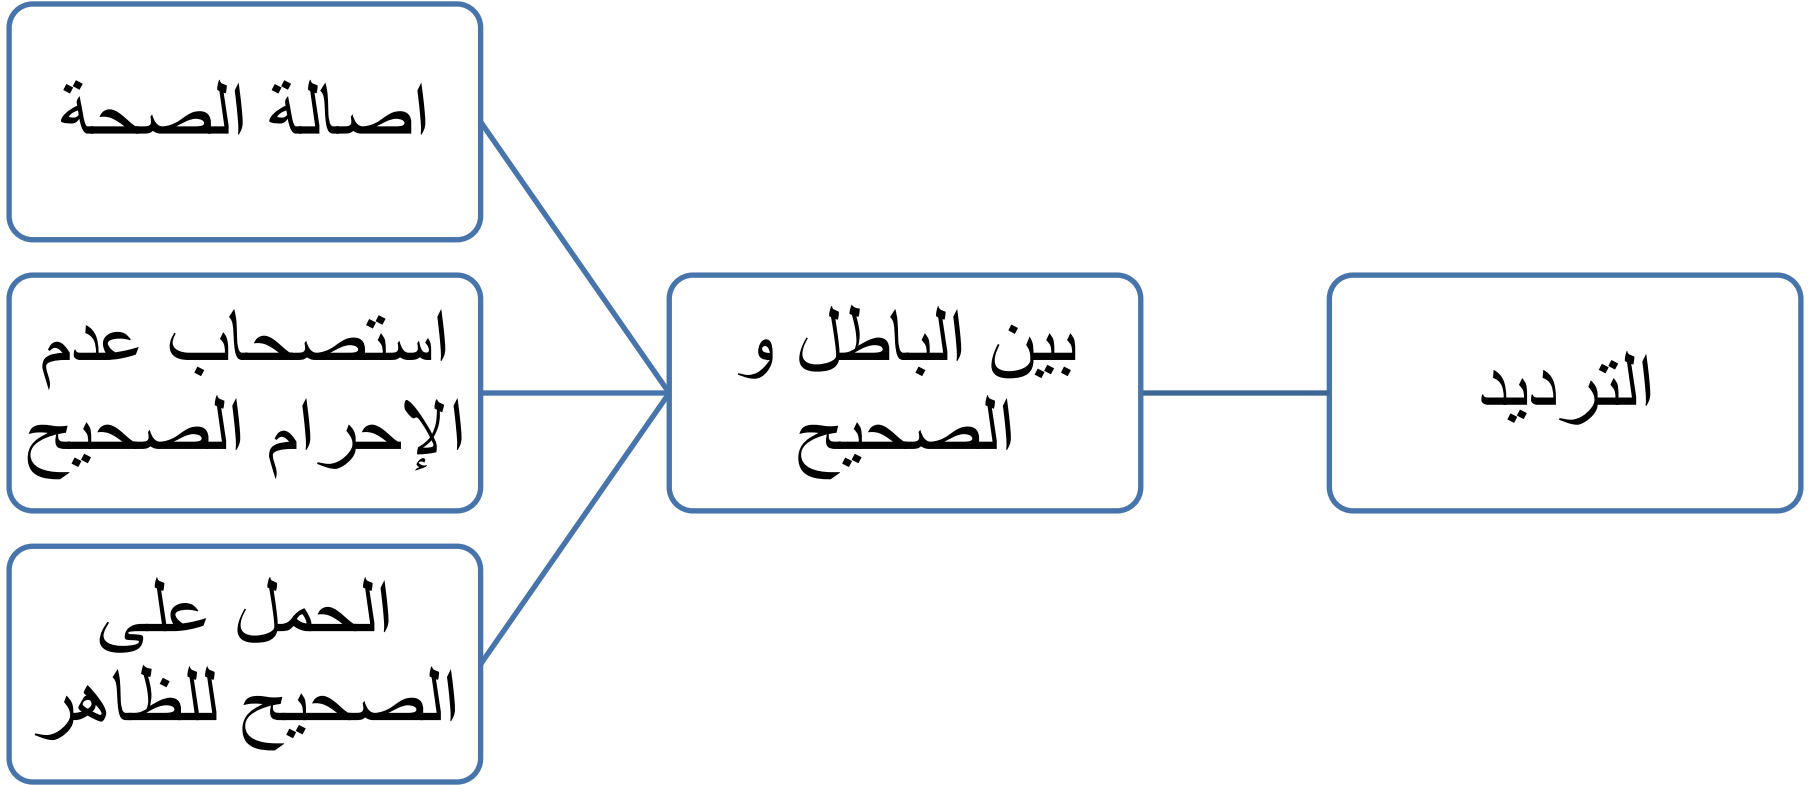 الترديد
بين الباطل و
الصحيح
اصالة الصحة
استصحاب عدم
الإحرام الصحيح
الحمل على
الصحيح للظاهر